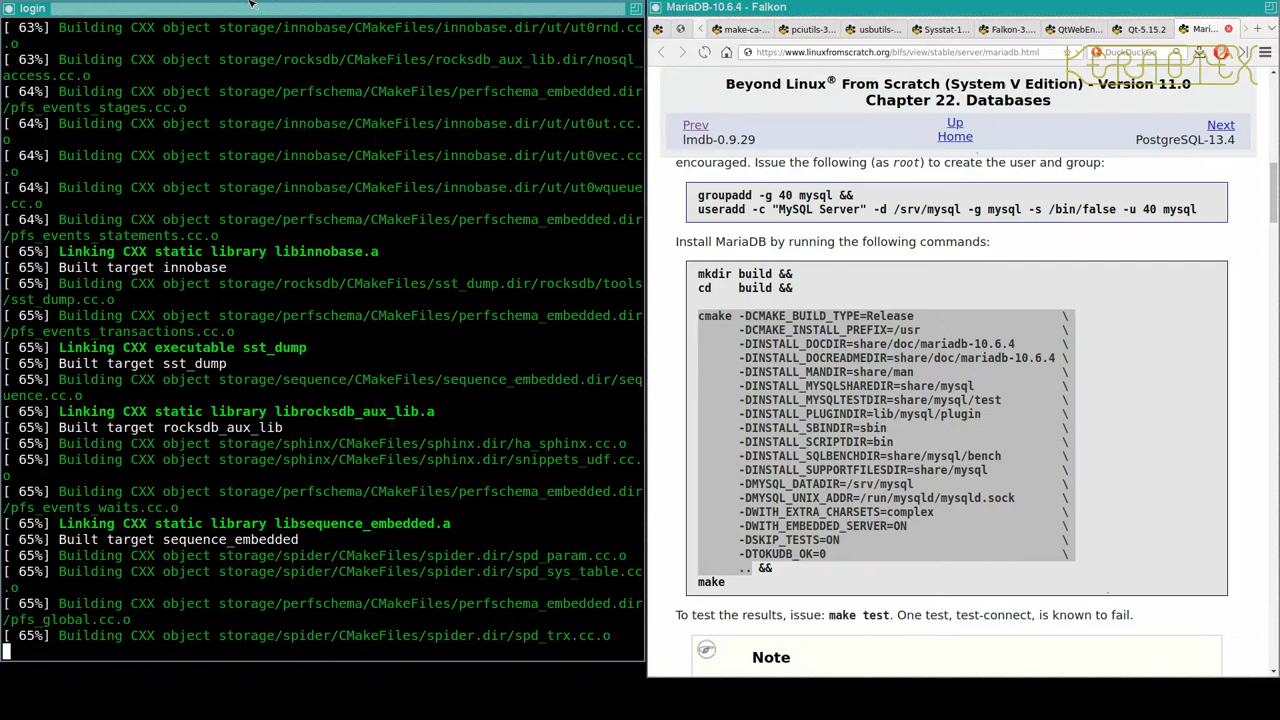 login
[ 63%] Building CXX object storage/innobase/CMakeFiles/innobase.dir/ut/ut0rnd.cc
.o
[ 63%] Building CXX object storage/rocksdb/CMakeFiles/rocksdb_aux_lib.dir/nosql_
access.cc.o
[ 64%] Building CXX object storage/perfschema/CMakeFiles/perfschema_embedded.dir
/pfs_events_stages.cc.o
[ 64%] Building CXX object storage/innobase/CMakeFiles/innobase.dir/ut/ut0ut.cc.
o
[ 64%] Building CXX object storage/innobase/CMakeFiles/innobase.dir/ut/ut0vec.cc
.o
[ 64%] Building CXX object storage/innobase/CMakeFiles/innobase.dir/ut/ut0wqueue
.cc.o
[ 64%] Building CXX object storage/perfschema/CMakeFiles/perfschema_embedded.dir
/pfs_events_statements.cc.o
[ 65%] Linking CXX static library libinnobase.a
[ 65%] Built target innobase
[ 65%] Building CXX object storage/rocksdb/CMakeFiles/sst_dump.dir/rocksdb/tools
/sst_dump.cc.o
[ 65%] Building CXX object storage/perfschema/CMakeFiles/perfschema_embedded.dir
/pfs_events_transactions.cc.o
[ 65%] Linking CXX executable sst_dump
[ 65%] Built target sst_dump
[ 65%] Building CXX object storage/sequence/CMakeFiles/sequence_embedded.dir/seq
uence.cc.o
[ 65%] Linking CXX static library librocksdb_aux_lib.a
[ 65%] Built target rocksdb_aux_lib
[ 65%] Building CXX object storage/sphinx/CMakeFiles/sphinx.dir/ha_sphinx.cc.o
[ 65%] Building CXX object storage/sphinx/CMakeFiles/sphinx.dir/snippets_udf.cc.
o
[ 65%] Building CXX object storage/perfschema/CMakeFiles/perfschema_embedded.dir
/pfs_events_waits.cc.o
[ 65%] Linking CXX static library libsequence_embedded.a
[ 65%] Built target sequence_embedded
[ 65%] Building CXX object storage/spider/CMakeFiles/spider.dir/spd_param.cc.o
[ 65%] Building CXX object storage/spider/CMakeFiles/spider.dir/spd_sys_table.cc
.o
[ 65%] Building CXX object storage/perfschema/CMakeFiles/perfschema_embedded.dir
/pfs_global.cc.o
[ 65%] Building CXX object storage/spider/CMakeFiles/spider.dir/spd_trx.cc.o
MariaDB-10.6.4 - Falkon
make-ca-... pciutils-3... usbutils-... Sysstat-1... Falkon-3... QtWebEn... Qt-5.15.2 Mari...
https://www.linuxfromscratch.org/blfs/view/stable/server/mariadb.html DuckDuckGo
KERNOTEX
Beyond Linux® From Scratch (System V Edition) - Version 11.0
Chapter 22. Databases
Prev Up Next
lmdb-0.9.29 Home PostgreSQL-13.4
encouraged. Issue the following (as root) to create the user and group:
groupadd -g 40 mysql &&
useradd -c "MySQL Server" -d /srv/mysql -g mysql -s /bin/false -u 40 mysql
Install MariaDB by running the following commands:
mkdir build &&
cd    build &&
cmake -DCMAKE_BUILD_TYPE=Release \
-DCMAKE_INSTALL_PREFIX=/usr \
-DINSTALL_DOCDIR=share/doc/mariadb-10.6.4 \
-DINSTALL_DOCREADMEDIR=share/doc/mariadb-10.6.4 \
-DINSTALL_MANDIR=share/man \
-DINSTALL_MYSQLSHAREDIR=share/mysql \
-DINSTALL_MYSQLTESTDIR=share/mysql/test \
-DINSTALL_PLUGINDIR=lib/mysql/plugin \
-DINSTALL_SBINDIR=sbin \
-DINSTALL_SCRIPTDIR=bin \
-DINSTALL_SQLBENCHDIR=share/mysql/bench \
-DINSTALL_SUPPORTFILESDIR=share/mysql \
-DMYSQL_DATADIR=/srv/mysql \
-DMYSQL_UNIX_ADDR=/run/mysqld/mysqld.sock \
-DWITH_EXTRA_CHARSETS=complex \
-DWITH_EMBEDDED_SERVER=ON \
-DSKIP_TESTS=ON \
-DTOKUDB_OK=0 \
.. &&
make
To test the results, issue: make test. One test, test-connect, is known to fail.
Note